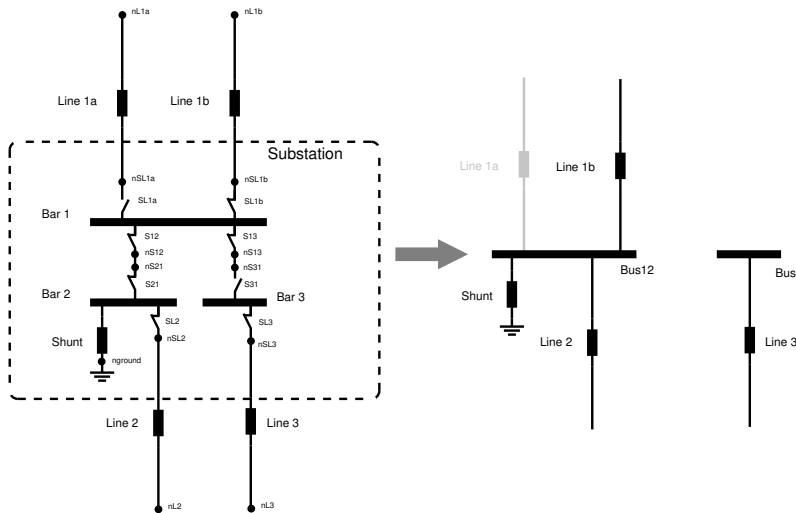 nL1a
nL1b
Line 1a
Line 1b
Substation
nSL1a
nSL1b
SL1a
SL1b
Bar 1
S12
S13
nS12
nS13
nS21
nS31
S21
S31
Bar 2
Bar 3
SL2
SL3
Shunt
nSL2
nSL3
nground
Line 2
Line 3
nL2
nL3
Line 1a
Line 1b
Bus12
Bus
Shunt
Line 2
Line 3